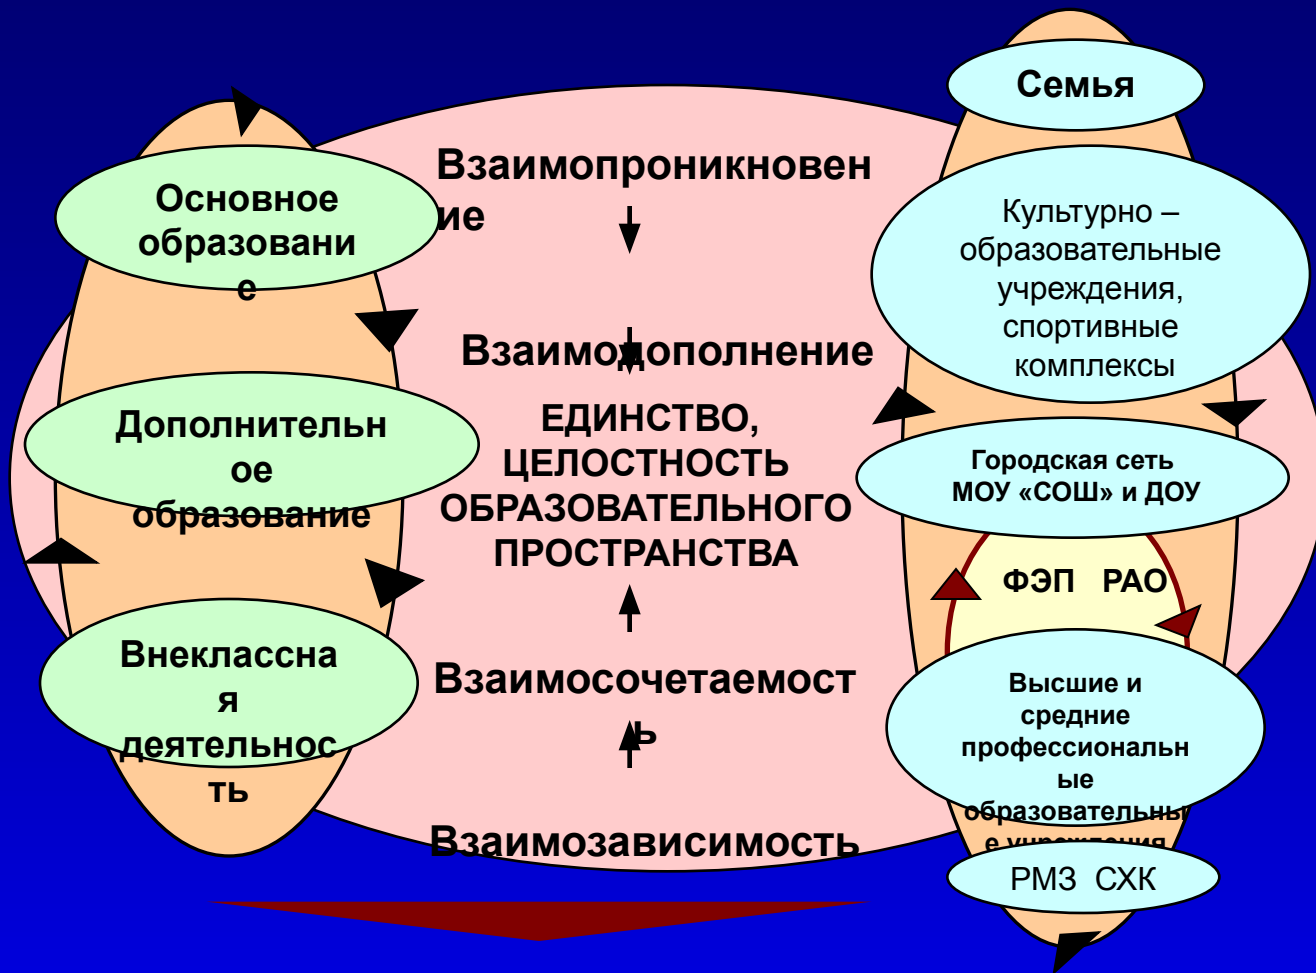 Основное
образовани
е
Дополнительн
ое
образование
Внеклассна
я
деятельнос
ть
Взаимопроникновен
ие
Взаимодополнение
ЕДИНСТВО,
ЦЕЛОСТНОСТЬ
ОБРАЗОВАТЕЛЬНОГО
ПРОСТРАНСТВА
Взаимосочетаемост
ь
Взаимозависимость
Семья
Культурно –
образовательные
учреждения,
спортивные
комплексы
Городская сеть
МОУ «СОШ» и ДОУ
ФЭП РАО
Высшие и
средние
профессиональн
ые
образовательны
е учреждения
РМЗ СХК